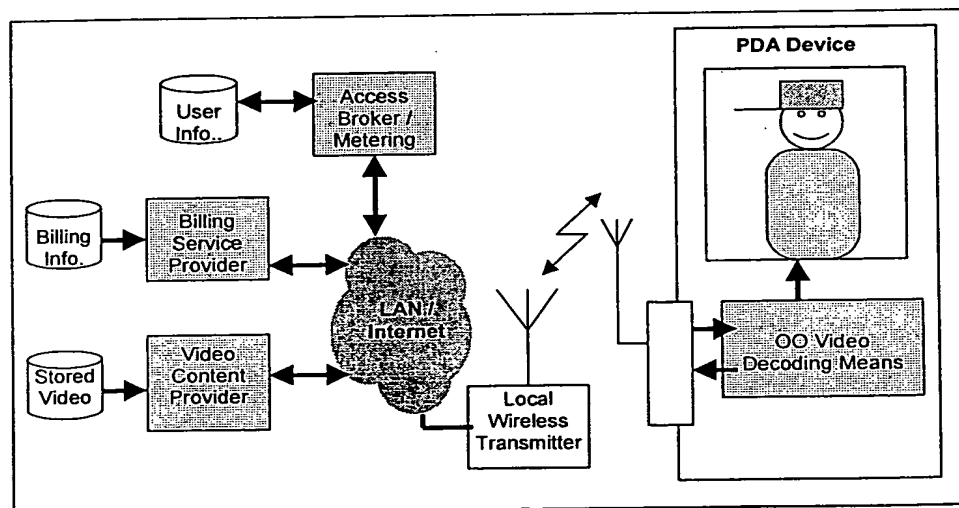 PDA Device
User
Info..
Access
Broker /
Metering
Billing
Info.
Billing
Service
Provider
LAN /
Internet
Stored
Video
Video
Content
Provider
Local
Wireless
Transmitter
OO Video
Decoding Means